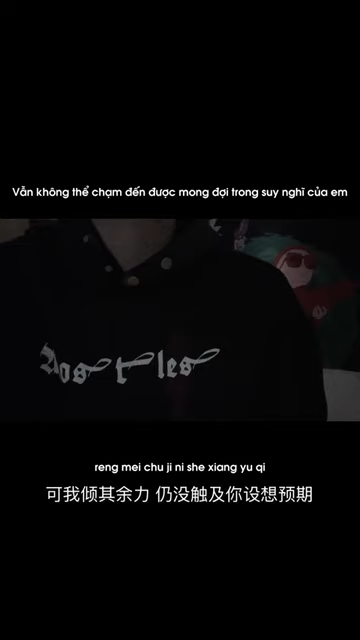 Vẫn không thể chạm đến được mong đợi trong suy nghĩ của em
reng mei chu ji ni she xiang yu qi
可我倾其余力 仍没触及你设想预期